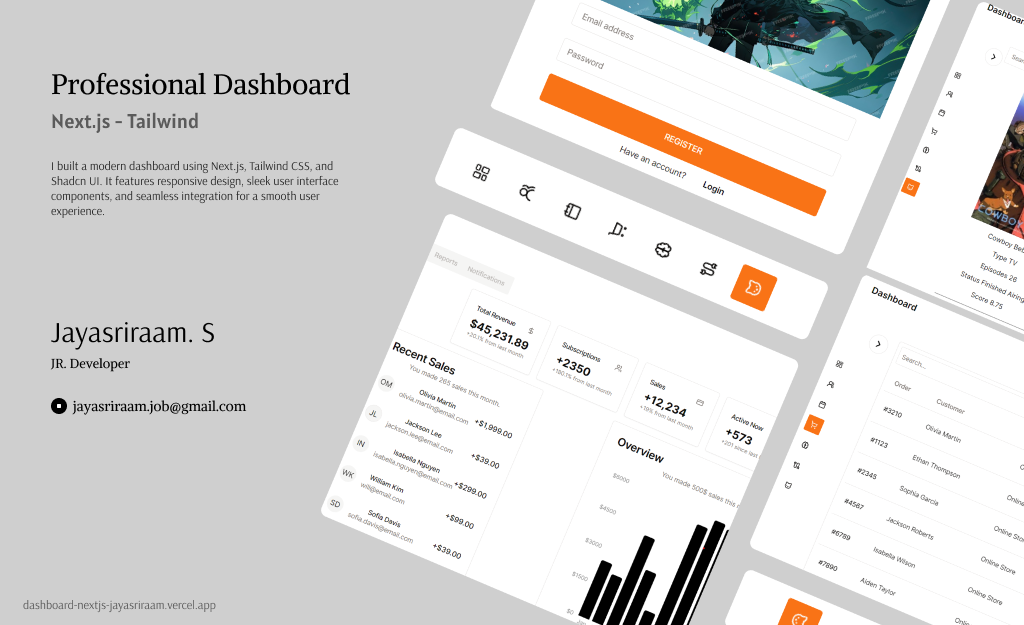 Professional Dashboard
Next.js - Tailwind
I built a modern dashboard using Next.js, Tailwind CSS, and
Shadcn UI. It features responsive design, sleek user interface
components, and seamless integration for a smooth user
experience.
Jayasriraam. S
JR. Developer
jayasriraam.job@gmail.com
dashboard-nextjs-jayasriraam.vercel.app
Email address
Password
REGISTER
Have an account? Login
Reports Notifications
Total Revenue $
$45,231.89
+20.1% from last month
Subscriptions
+2350
+180.1% from last month
Sales
+12,234
+19% from last month
Active Now
+573
+201 since last
Recent Sales
You made 265 sales this month.
OM Olivia Martin +$1,999.00
olivia.martin@email.com
JL Jackson Lee +$39.00
jackson.lee@email.com
IN Isabella Nguyen +$299.00
isabella.nguyen@email.com
WK William Kim +$99.00
will@email.com
SD Sofia Davis +$39.00
sofia.davis@email.com
Overview
You made 500$ sales this
$6000
$4500
$3000
$1500
$0
Dashboar
Sear
COWBOY
Cowboy Beb
Type TV
Episodes 26
Status Finished Airing
Score 8.75
Dashboard
Search...
Order Customer
#3210 Olivia Martin
#1123 Ethan Thompson
#2345 Sophia Garcia Online Sto
#4567 Jackson Roberts Online Stor
#6789 Isabella Wilson Online Store
#7890 Alden Taylor Online Store